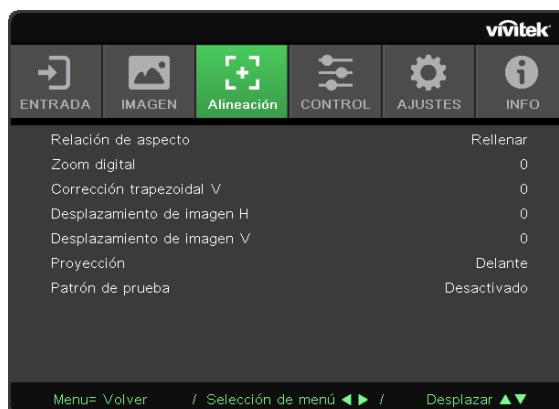 vivitek
ENTRADA IMAGEN Alineación CONTROL AJUSTES INFO
Relación de aspecto Rellenar
Zoom digital 0
Corrección trapezoidal V 0
Desplazamiento de imagen H 0
Desplazamiento de imagen V 0
Proyección Delante
Patrón de prueba Desactivado
Menu= Volver / Selección de menú ◀ ▶ / Desplazar ▲▼